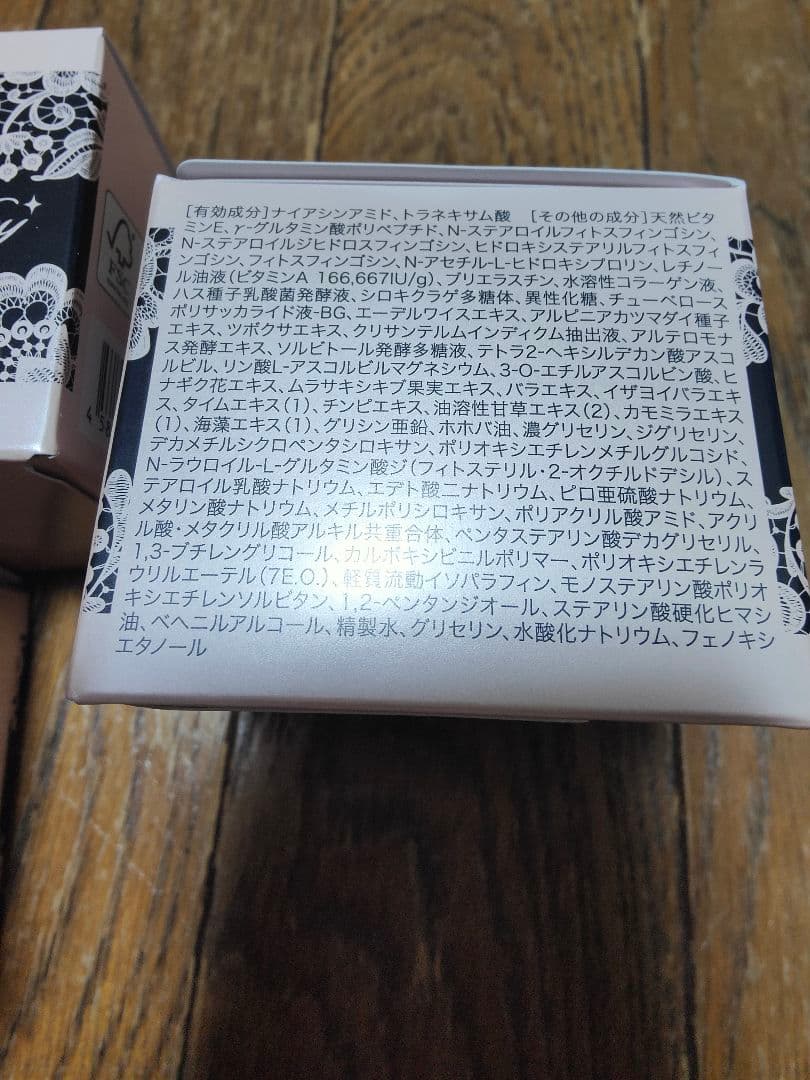 [有効成分]ナイアシンアミド、トラネキサム酸 [その他の成分]天然ビタ
ミンE、γ-グルタミン酸ポリペプチド、N-ステアロイルフィトスフィンゴシン、
N-ステアロイルジヒドロスフィンゴシン、ヒドロキシステアリルフィトスフィ
ンゴシン、フィトスフィンゴシン、N-アセチル-L-ヒドロキシプロリン、レチノー
ル油液(ビタミンA 166,667IU/g)、プリエラスチン、水溶性コラーゲン液、
ハス種子乳酸菌発酵液、シロキクラゲ多糖体、異性化糖、チューベロース
ポリサッカライド液-BG、エーデルワイスエキス、アルピニアカツマダイ種子
エキス、ツボクサエキス、クリサンテルムインディクム抽出液、アルテロモナ
ス発酵エキス、ソルビトール発酵多糖液、テトラ2-ヘキシルデカン酸アスコ
ルビル、リン酸L-アスコルビルマグネシウム、3-O-エチルアスコルビン酸、ヒ
ナギク花エキス、ムラサキシキブ果実エキス、バラエキス、イザヨイバラエキ
ス、タイムエキス(1)、チンピエキス、油溶性甘草エキス(2)、カモミラエキス
(1)、海藻エキス(1)、グリシン亜鉛、ホホバ油、濃グリセリン、ジグリセリン、
デカメチルシクロペンタシロキサン、ポリオキシエチレンメチルグルコシド、
N-ラウロイル-L-グルタミン酸ジ(フィトステリル・2-オクチルドデシル)、ス
テアロイル乳酸ナトリウム、エデト酸二ナトリウム、ピロ亜硫酸ナトリウム、
メタリン酸ナトリウム、メチルポリシロキサン、ポリアクリル酸アミド、アクリ
ル酸・メタクリル酸アルキル共重合体、ペンタステアリン酸デカグリセリル、
1,3-ブチレングリコール、カルボキシビニルポリマー、ポリオキシエチレンラ
ウリルエーテル(7E.O.)、軽質流動イソパラフィン、モノステアリン酸ポリオ
キシエチレンソルビタン、1,2-ペンタンジオール、ステアリン酸硬化ヒマシ
油、ベヘニルアルコール、精製水、グリセリン、水酸化ナトリウム、フェノキシ
エタノール
FSC